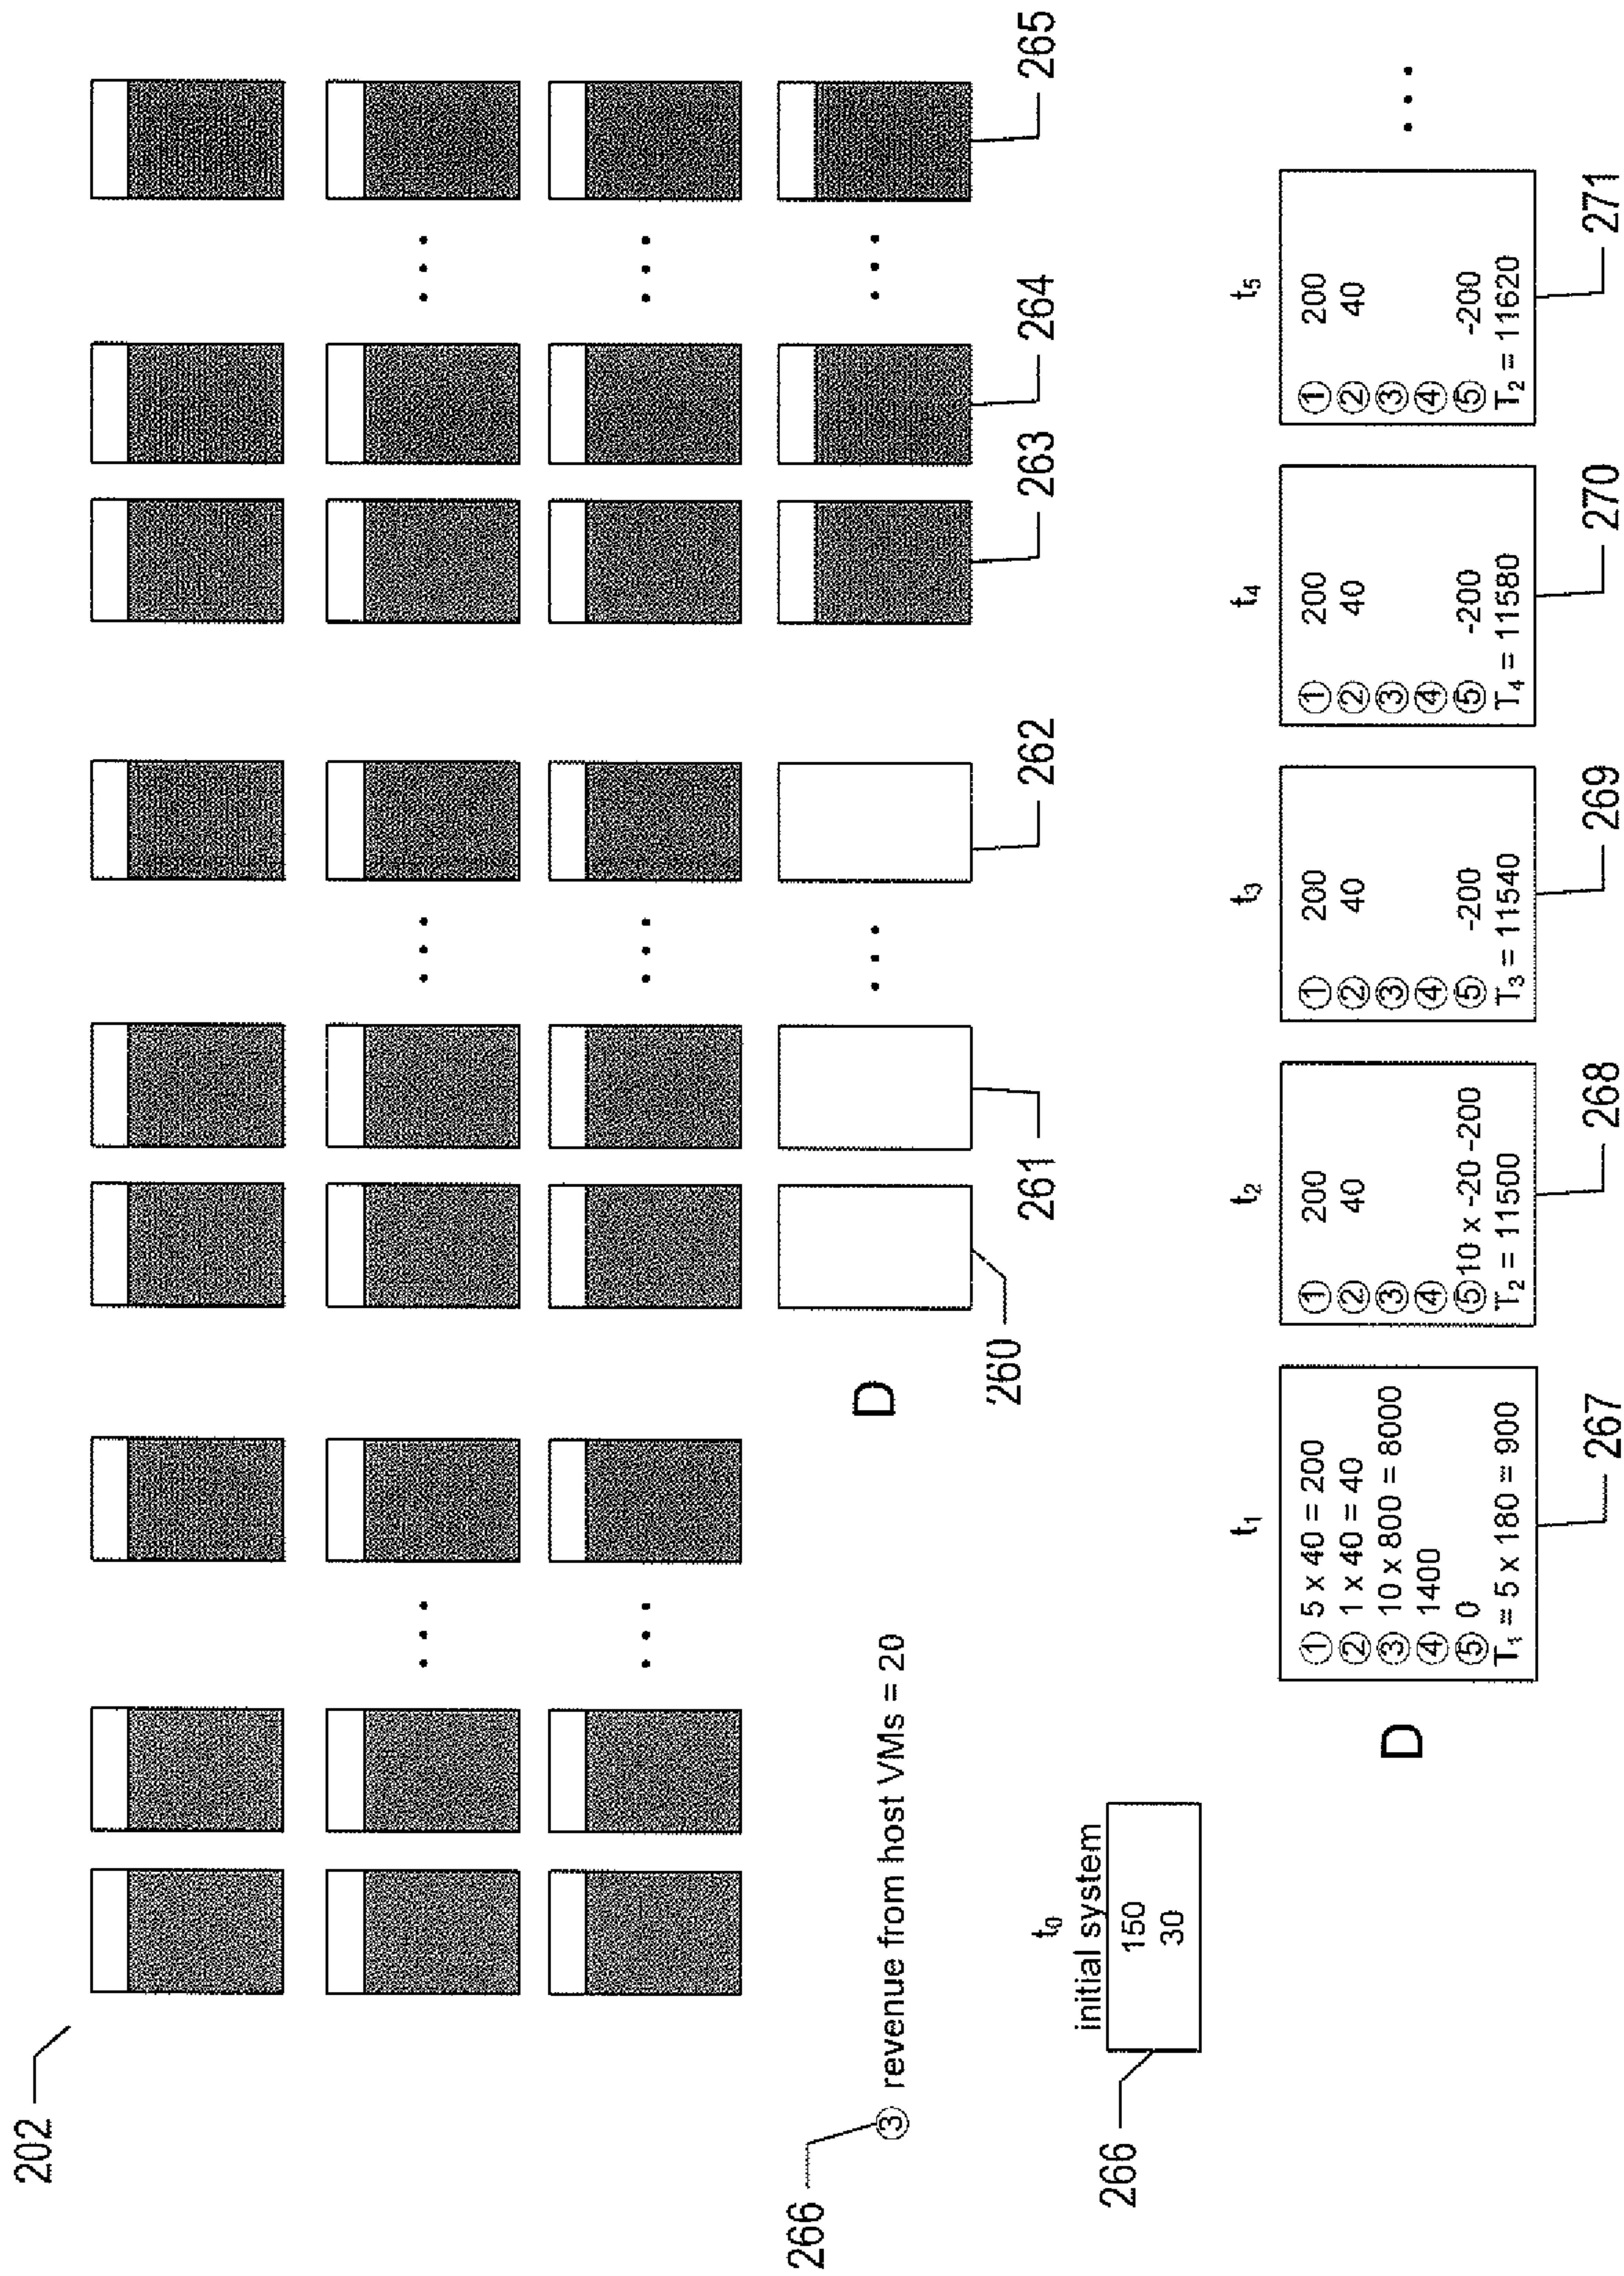 202
D
260
261
262
263
264
265
266
③ revenue from host VMs = 20
t₀
initial system
150
30
266
D
t₁
① 5 x 40 = 200
② 1 x 40 = 40
③ 10 x 800 = 8000
④ 1400
⑤ 0
T₁ = 5 x 180 = 900
267
t₂
① 200
② 40
③
④
⑤ 10 x -20 -200
T₂ = 11500
268
t₃
① 200
② 40
③
④
⑤ -200
T₃ = 11540
269
t₄
① 200
② 40
③
④
⑤ -200
T₄ = 11580
270
t₅
① 200
② 40
③
④
⑤ -200
T₂ = 11620
271